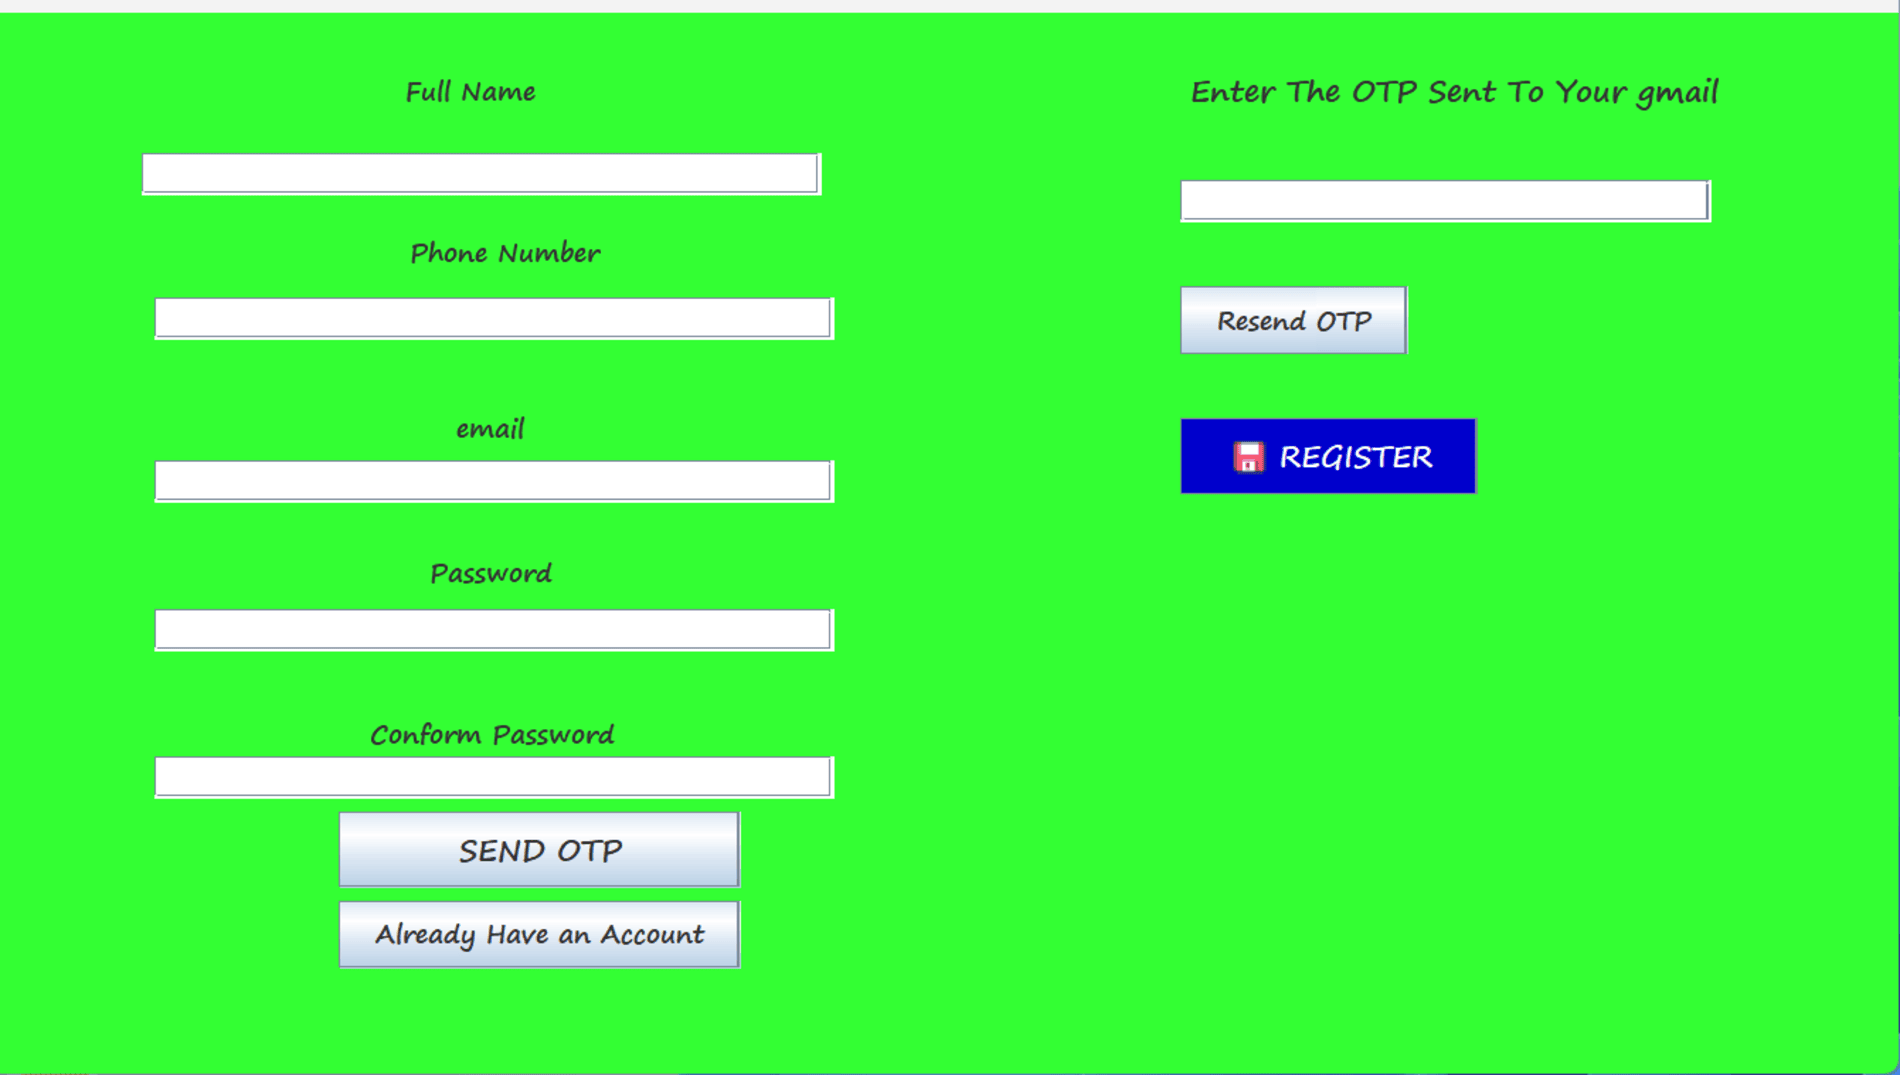 Full Name
Phone Number
email
Password
Conform Password
SEND OTP
Already Have an Account
Enter The OTP Sent To Your gmail
Resend OTP
REGISTER